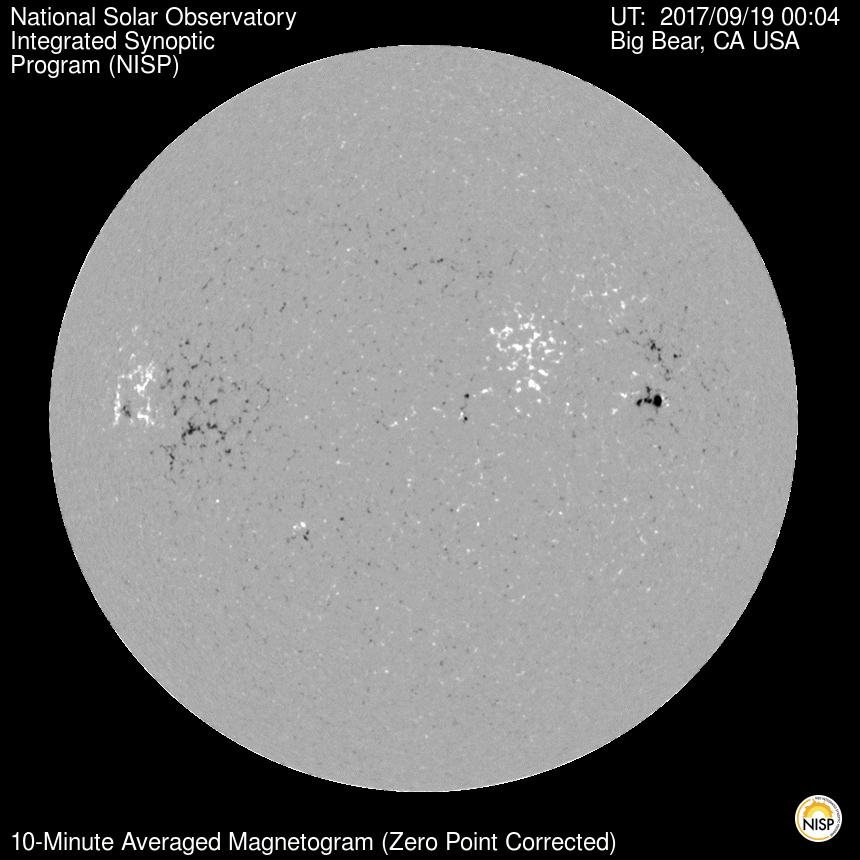 National Solar Observatory
Integrated Synoptic
Program (NISP)
UT:  2017/09/19 00:04
Big Bear, CA USA
NISP
10-Minute Averaged Magnetogram (Zero Point Corrected)